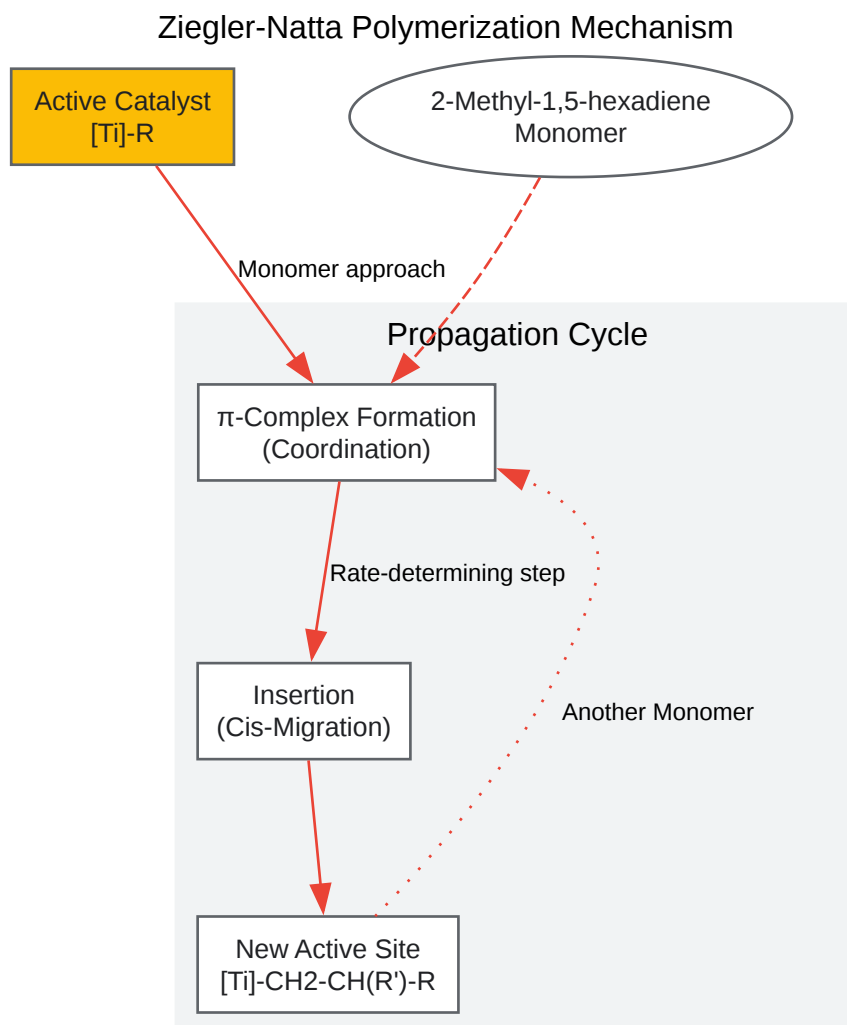 Ziegler-Natta Polymerization Mechanism
Active Catalyst
[Ti]-R
2-Methyl-1,5-hexadiene
Monomer
Monomer approach
Propagation Cycle
π-Complex Formation
(Coordination)
Rate-determining step
Insertion
(Cis-Migration)
Another Monomer
New Active Site
[Ti]-CH2-CH(R')-R